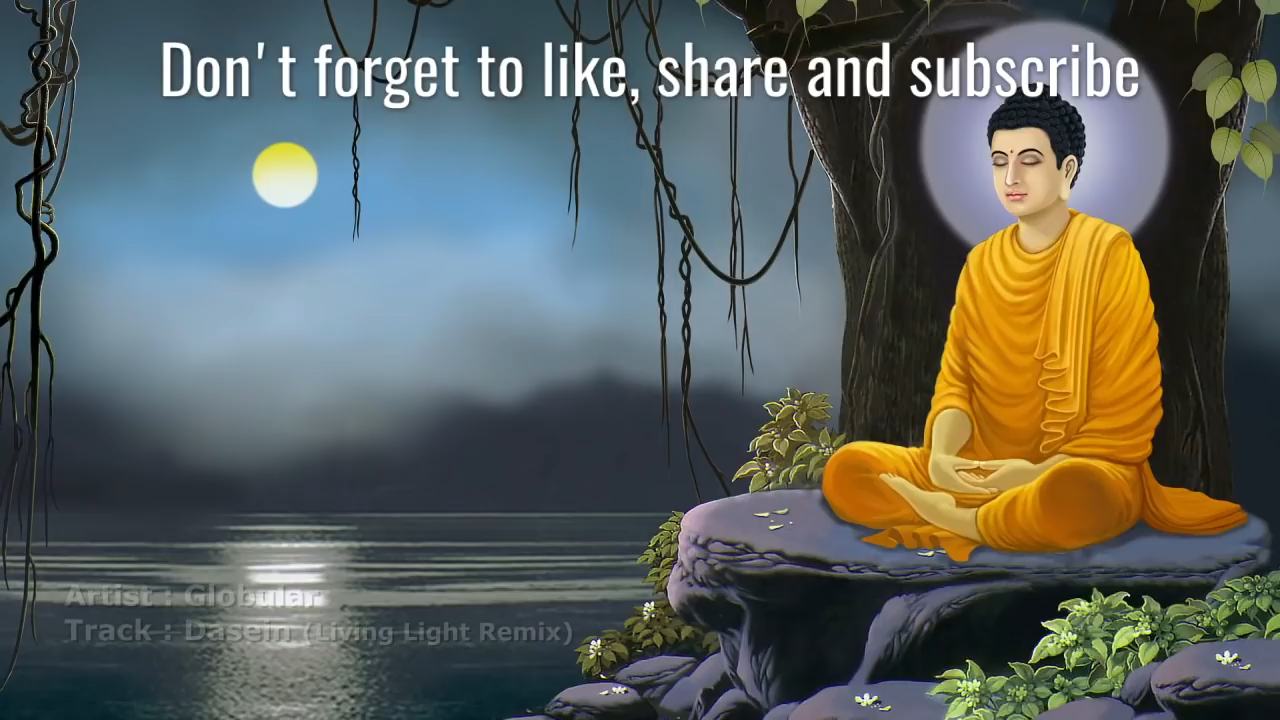 Don't forget to like, share and subscribe
Artist : Globular
Track : Dasein (Living Light Remix)